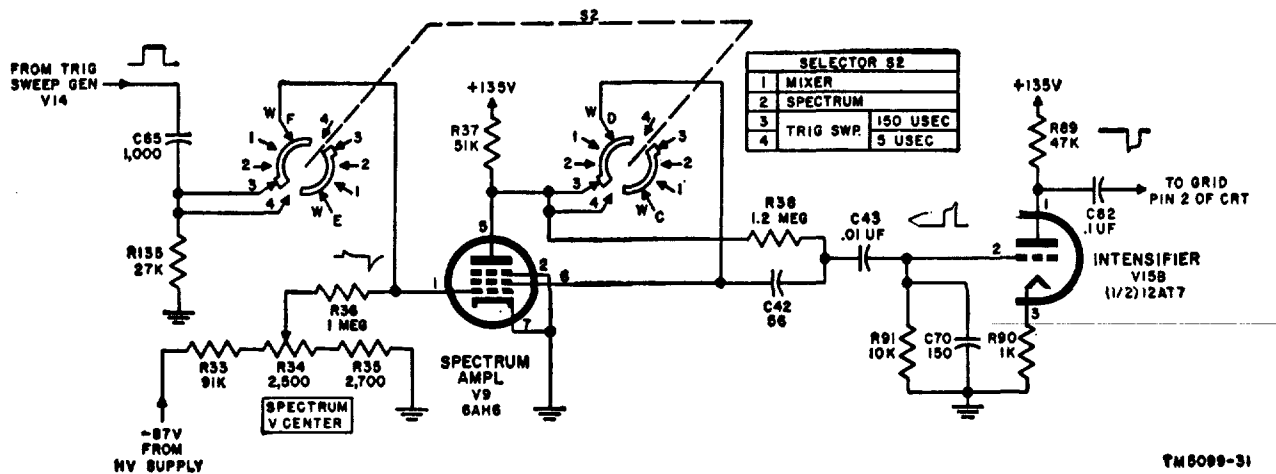 S2
FROM TRIG
SWEEP GEN
V14
C65
1,000
R135
27K
W F
1
2
3
4
4
3
2
1
W E
+135V
R37
51K
W D
1
2
3
4
4
3
2
1
W C
SELECTOR S2
1 MIXER
2 SPECTRUM
3 TRIG SWP. 150 USEC
4 5 USEC
+135V
R89
47K
1
C82
.1UF
TO GRID
PIN 2 OF CRT
R38
1.2 MEG
C43
.01 UF
C42
56
2
INTENSIFIER
V15B
(1/2) 12AT7
3
R91
10K
C70
150
R90
1K
5
1
2
6
7
SPECTRUM
AMPL
V9
6AH6
R36
1 MEG
R33
91K
R34
2,500
R35
2,700
SPECTRUM
V CENTER
-87V
FROM
HV SUPPLY
TM5099-31